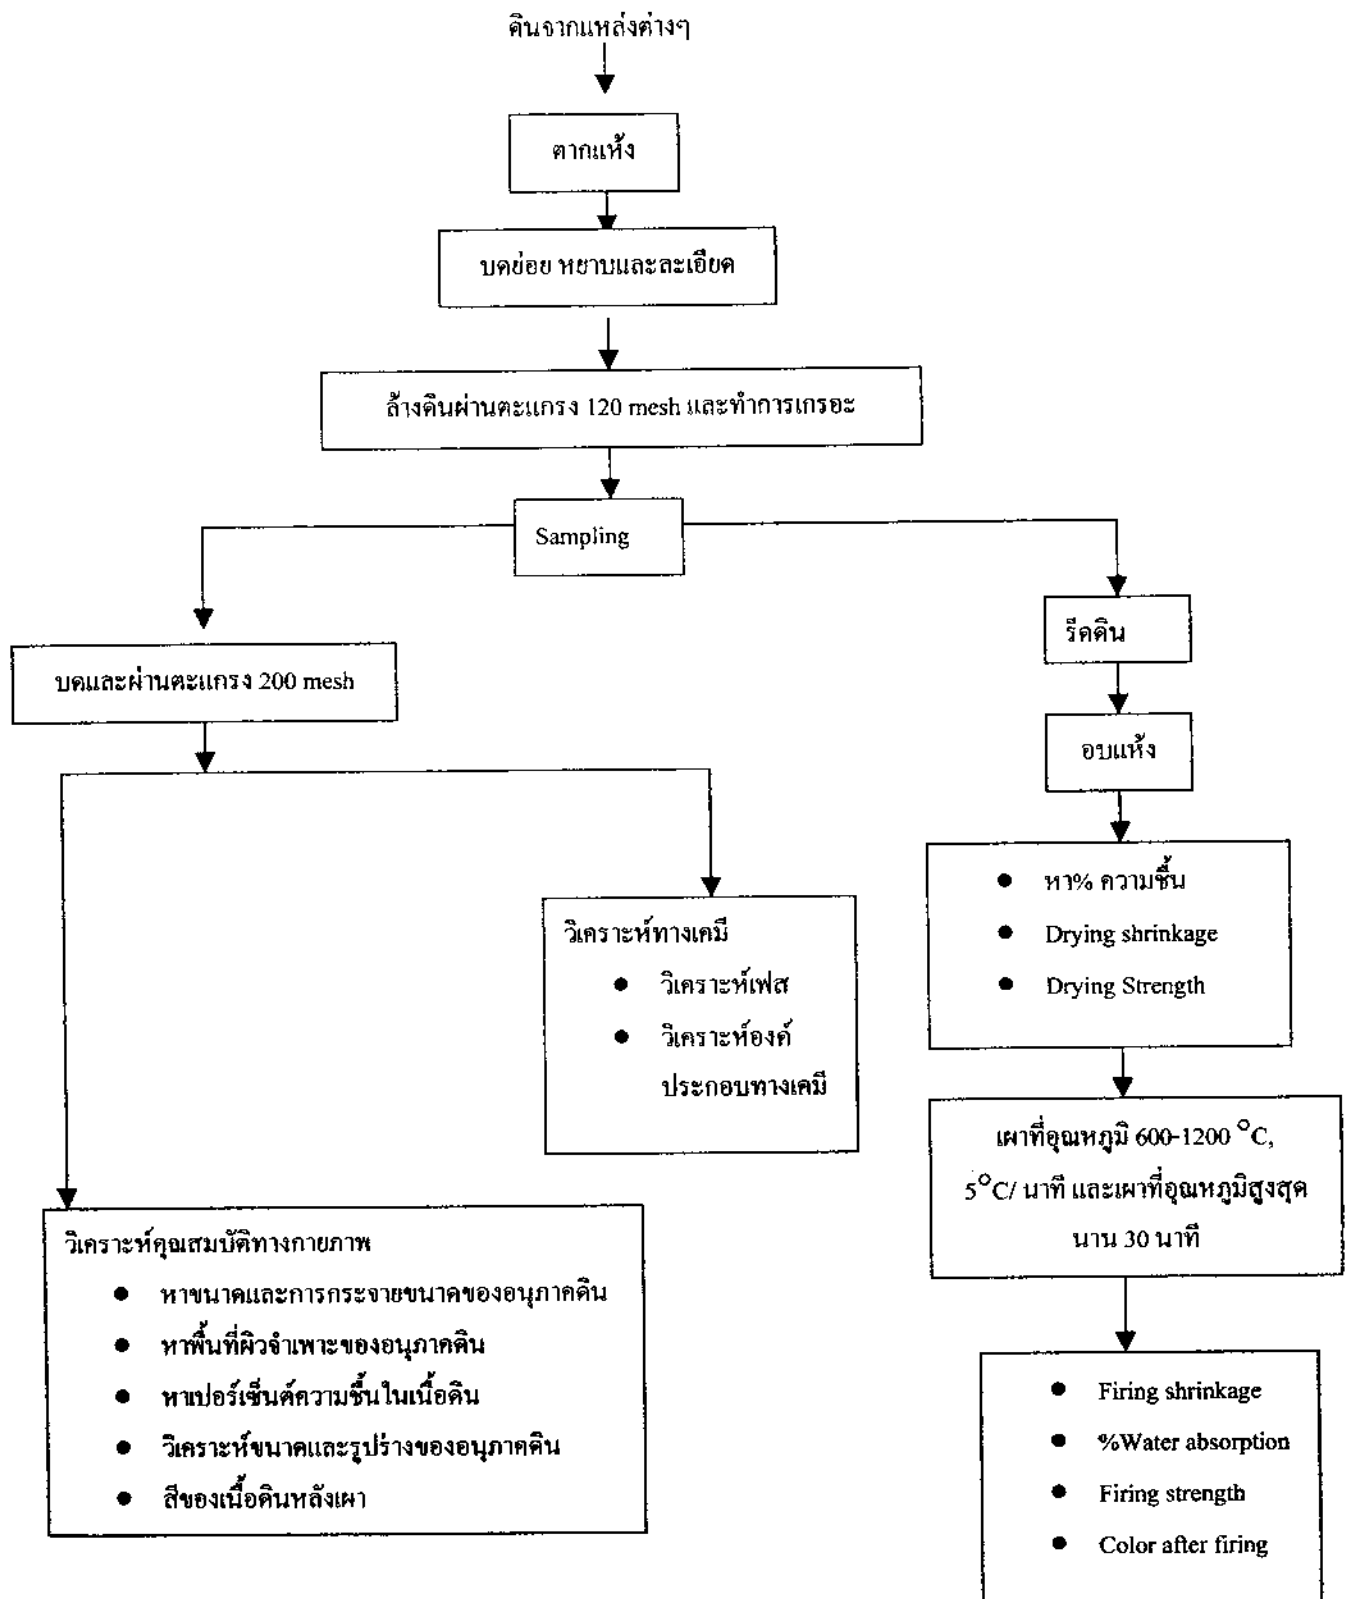 ดินจากแหล่งต่างๆ
ตากแห้ง
บดย่อย หยาบและละเอียด
ล้างดินผ่านตะแกรง 120 mesh และทำการเกรอะ
Sampling
บดและผ่านตะแกรง 200 mesh
วิเคราะห์ทางเคมี
● วิเคราะห์เฟส
● วิเคราะห์องค์
ประกอบทางเคมี
วิเคราะห์คุณสมบัติทางกายภาพ
● หาขนาดและการกระจายขนาดของอนุภาคดิน
● หาพื้นที่ผิวจำเพาะของอนุภาคดิน
● หาเปอร์เซ็นต์ความชื้นในเนื้อดิน
● วิเคราะห์ขนาดและรูปร่างของอนุภาคดิน
● สีของเนื้อดินหลังเผา
รีดดิน
อบแห้ง
● หา% ความชื้น
● Drying shrinkage
● Drying Strength
เผาที่อุณหภูมิ 600-1200 °C,
5°C/ นาที และเผาที่อุณหภูมิสูงสุด
นาน 30 นาที
● Firing shrinkage
● %Water absorption
● Firing strength
● Color after firing